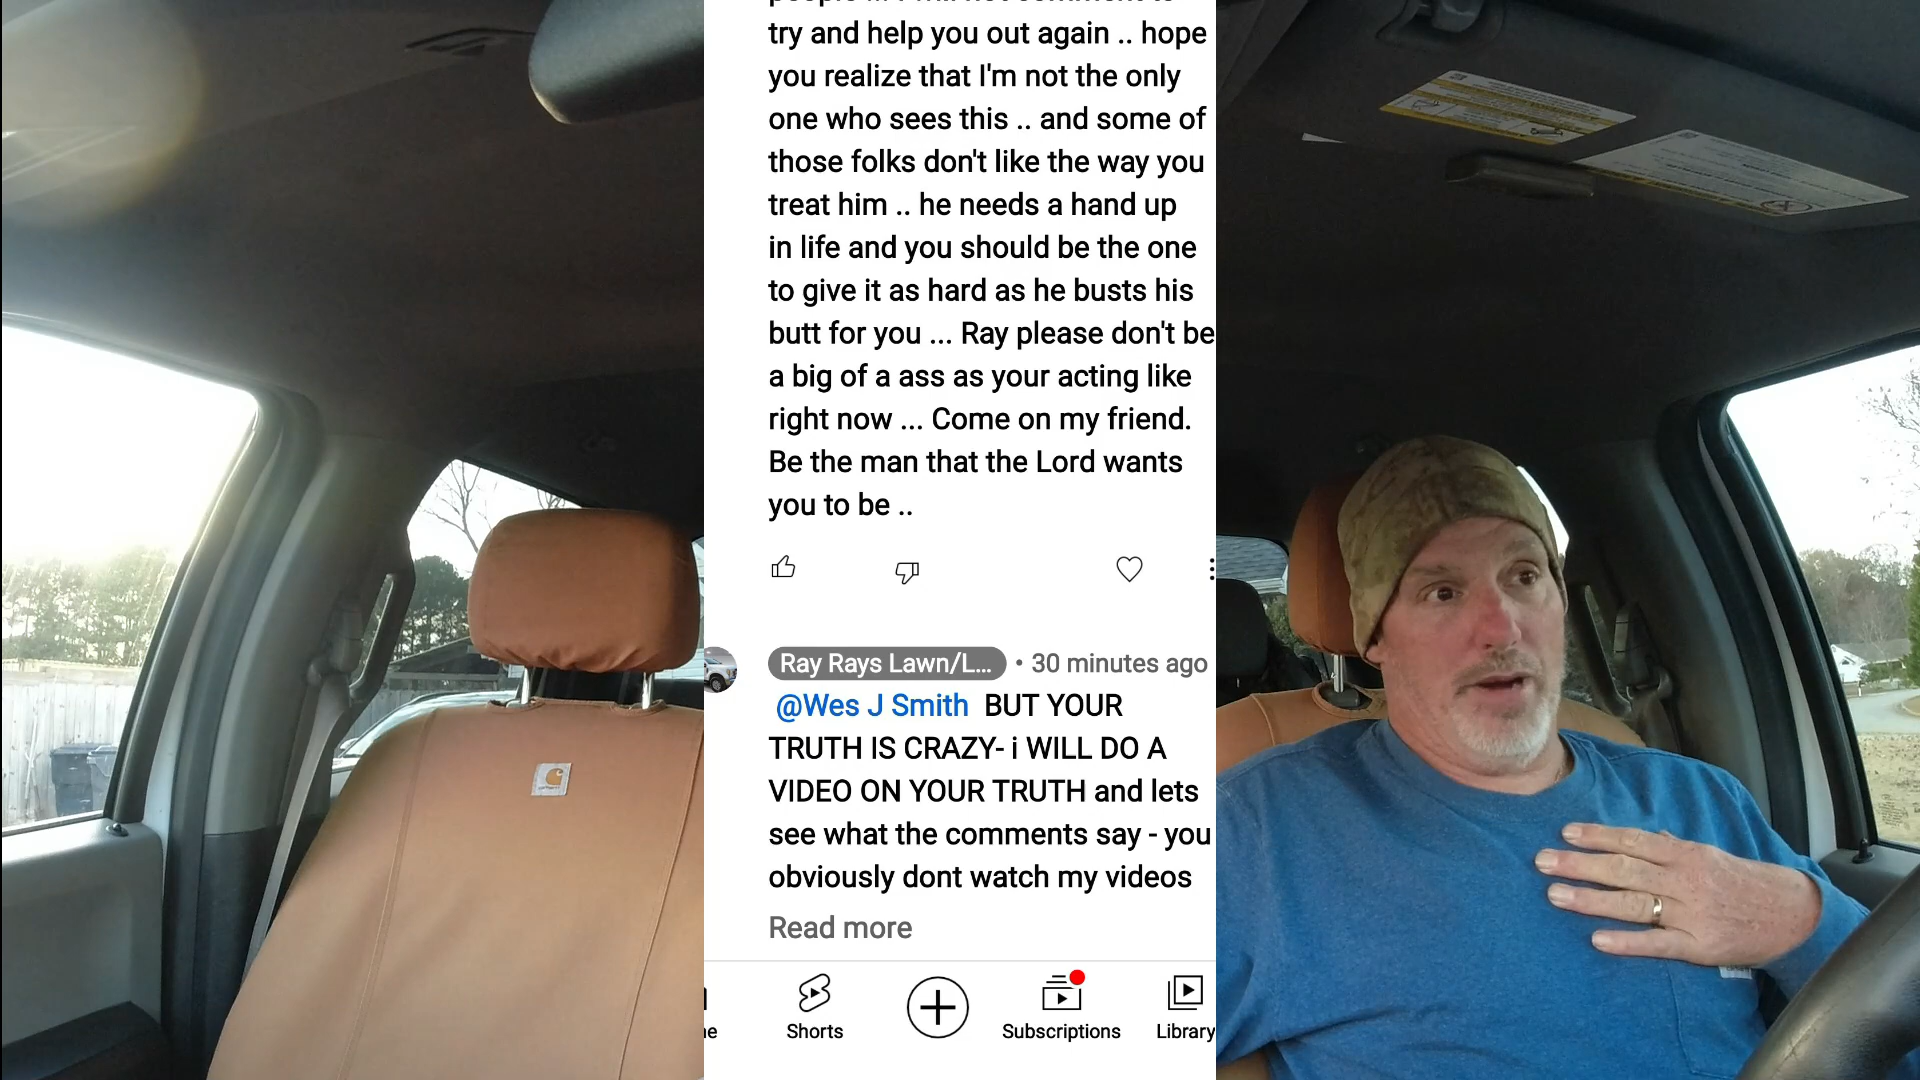 try and help you out again .. hope
you realize that I'm not the only
one who sees this .. and some of
those folks don't like the way you
treat him .. he needs a hand up
in life and you should be the one
to give it as hard as he busts his
butt for you ... Ray please don't be
a big of a ass as your acting like
right now ... Come on my friend.
Be the man that the Lord wants
you to be ..
Ray Rays Lawn/L... • 30 minutes ago
@Wes J Smith BUT YOUR
TRUTH IS CRAZY- i WILL DO A
VIDEO ON YOUR TRUTH and lets
see what the comments say - you
obviously dont watch my videos
Read more
Shorts
Subscriptions
Library